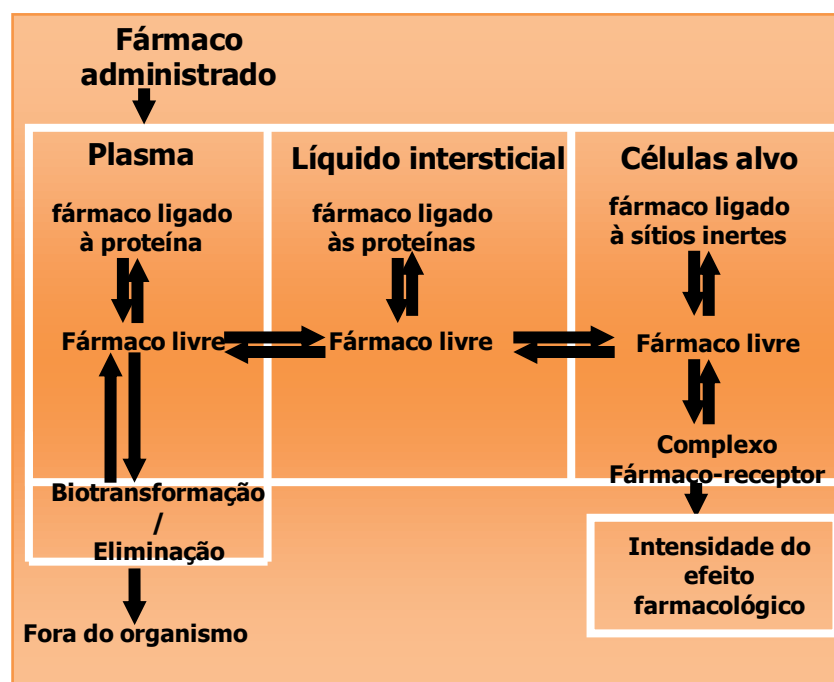 Fármaco
administrado
Plasma
fármaco ligado
à proteína
Fármaco livre
Biotransformação
/
Eliminação
Fora do organismo
Líquido intersticial
fármaco ligado
às proteínas
Fármaco livre
Células alvo
fármaco ligado
à sítios inertes
Fármaco livre
Complexo
Fármaco-receptor
Intensidade do
efeito
farmacológico